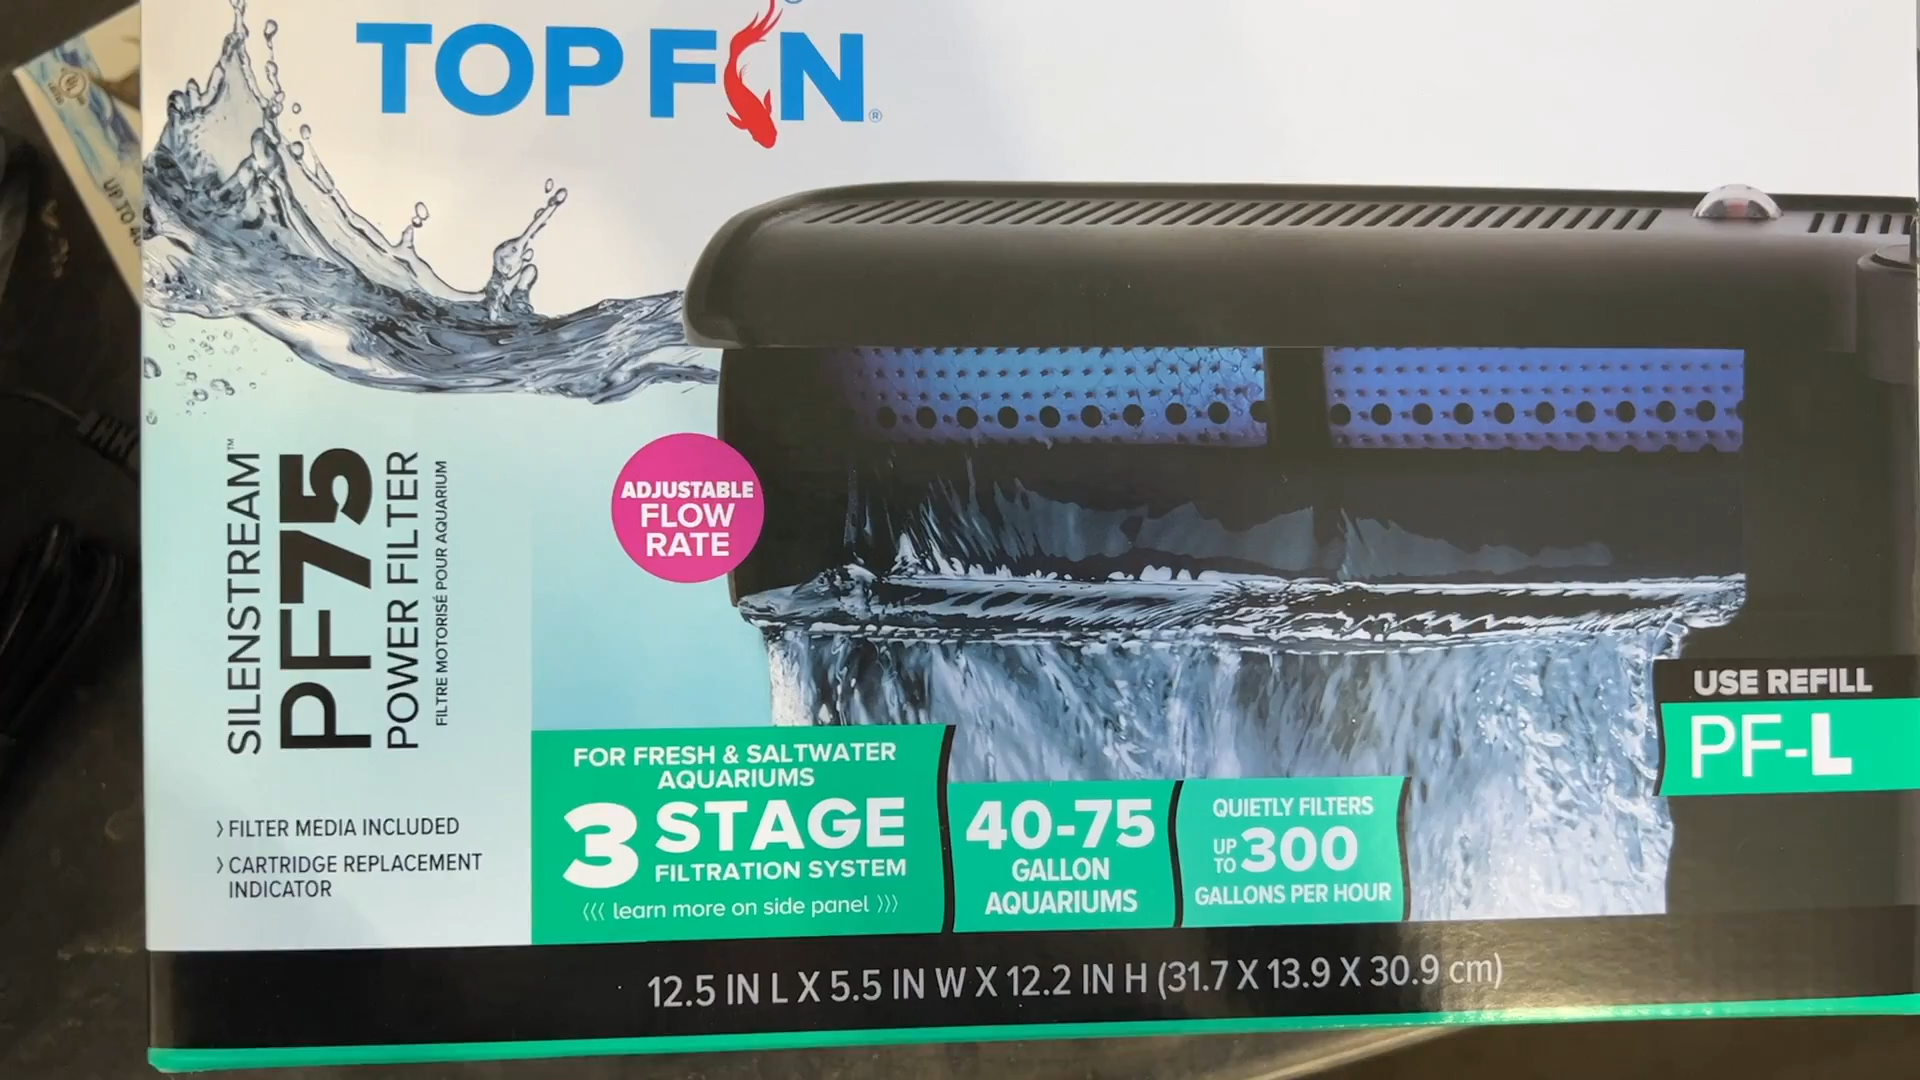 TOP FIN®
UP TO 40
SILENSTREAM™
PF75
POWER FILTER
FILTRE MOTORISÉ POUR AQUARIUM
ADJUSTABLE
FLOW
RATE
› FILTER MEDIA INCLUDED
› CARTRIDGE REPLACEMENT
INDICATOR
FOR FRESH & SALTWATER
AQUARIUMS
3 STAGE
FILTRATION SYSTEM
‹‹‹ learn more on side panel ›››
40-75
GALLON
AQUARIUMS
QUIETLY FILTERS
UP TO 300
GALLONS PER HOUR
USE REFILL
PF-L
12.5 IN L X 5.5 IN W X 12.2 IN H (31.7 X 13.9 X 30.9 cm)